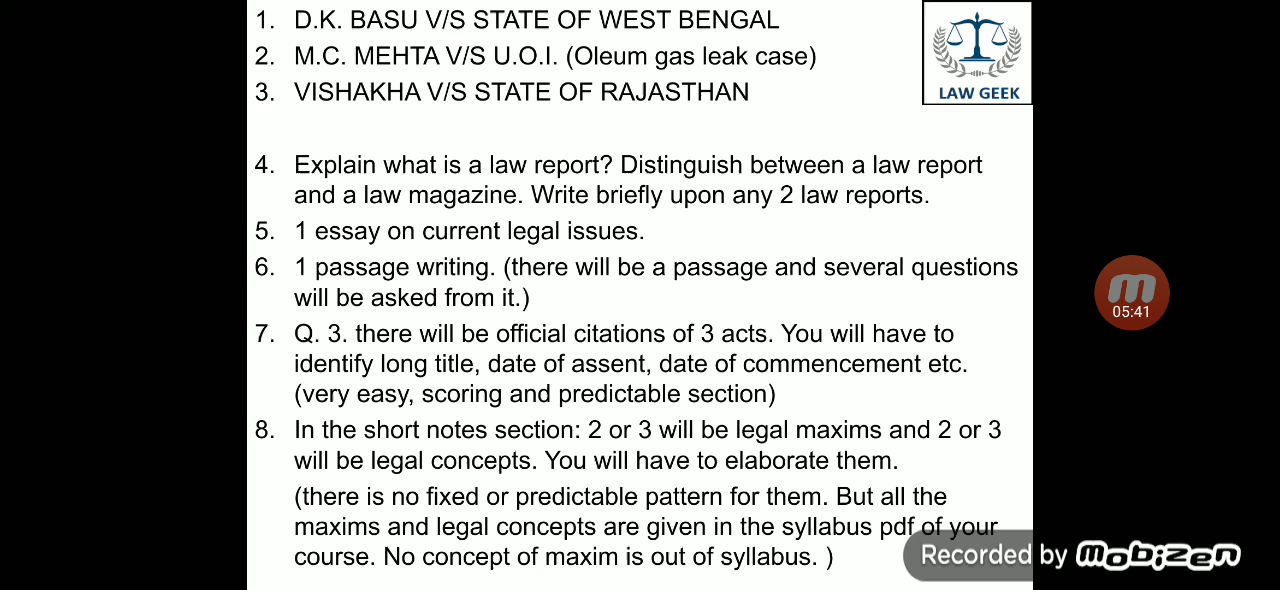 1. D.K. BASU V/S STATE OF WEST BENGAL
2. M.C. MEHTA V/S U.O.I. (Oleum gas leak case)
3. VISHAKHA V/S STATE OF RAJASTHAN
LAW GEEK
4. Explain what is a law report? Distinguish between a law report
and a law magazine. Write briefly upon any 2 law reports.
5. 1 essay on current legal issues.
6. 1 passage writing. (there will be a passage and several questions
will be asked from it.)
7. Q. 3. there will be official citations of 3 acts. You will have to
identify long title, date of assent, date of commencement etc.
(very easy, scoring and predictable section)
8. In the short notes section: 2 or 3 will be legal maxims and 2 or 3
will be legal concepts. You will have to elaborate them.
(there is no fixed or predictable pattern for them. But all the
maxims and legal concepts are given in the syllabus pdf of your
course. No concept of maxim is out of syllabus. )
m
05:41
Recorded by mobizen